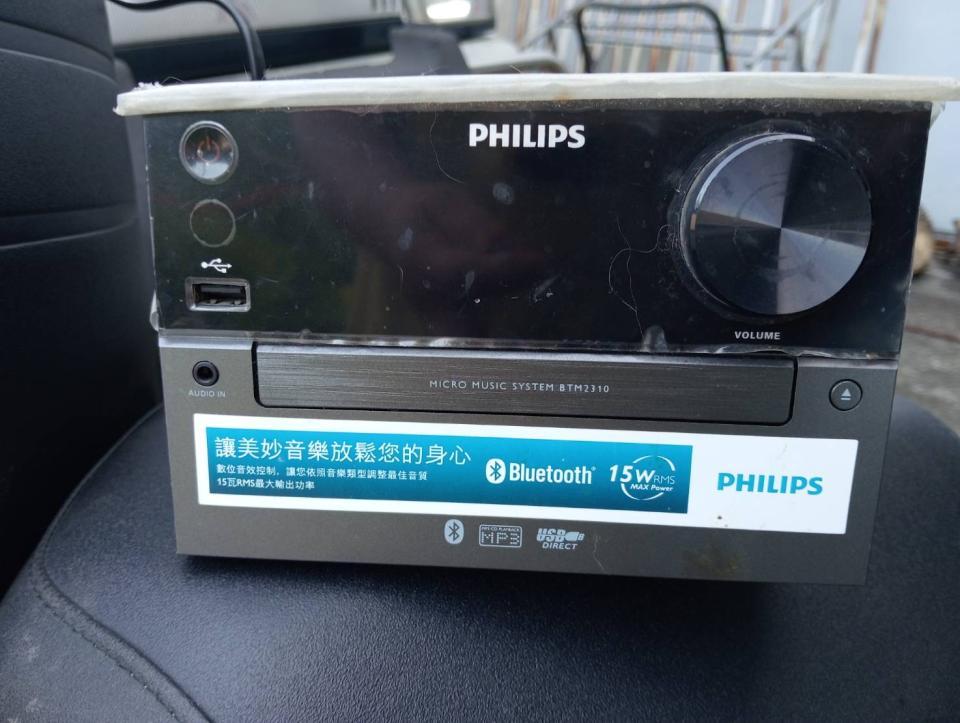 PHILIPS
VOLUME
AUDIO IN
MICRO MUSIC SYSTEM BTM2310
讓美妙音樂放鬆您的身心
數位音效控制，讓您依照音樂類型調整最佳音質
15瓦RMS最大輸出功率
Bluetooth®
15W RMS
MAX Power
PHILIPS
MP3-CD PLAYBACK
MP3
USB
DIRECT